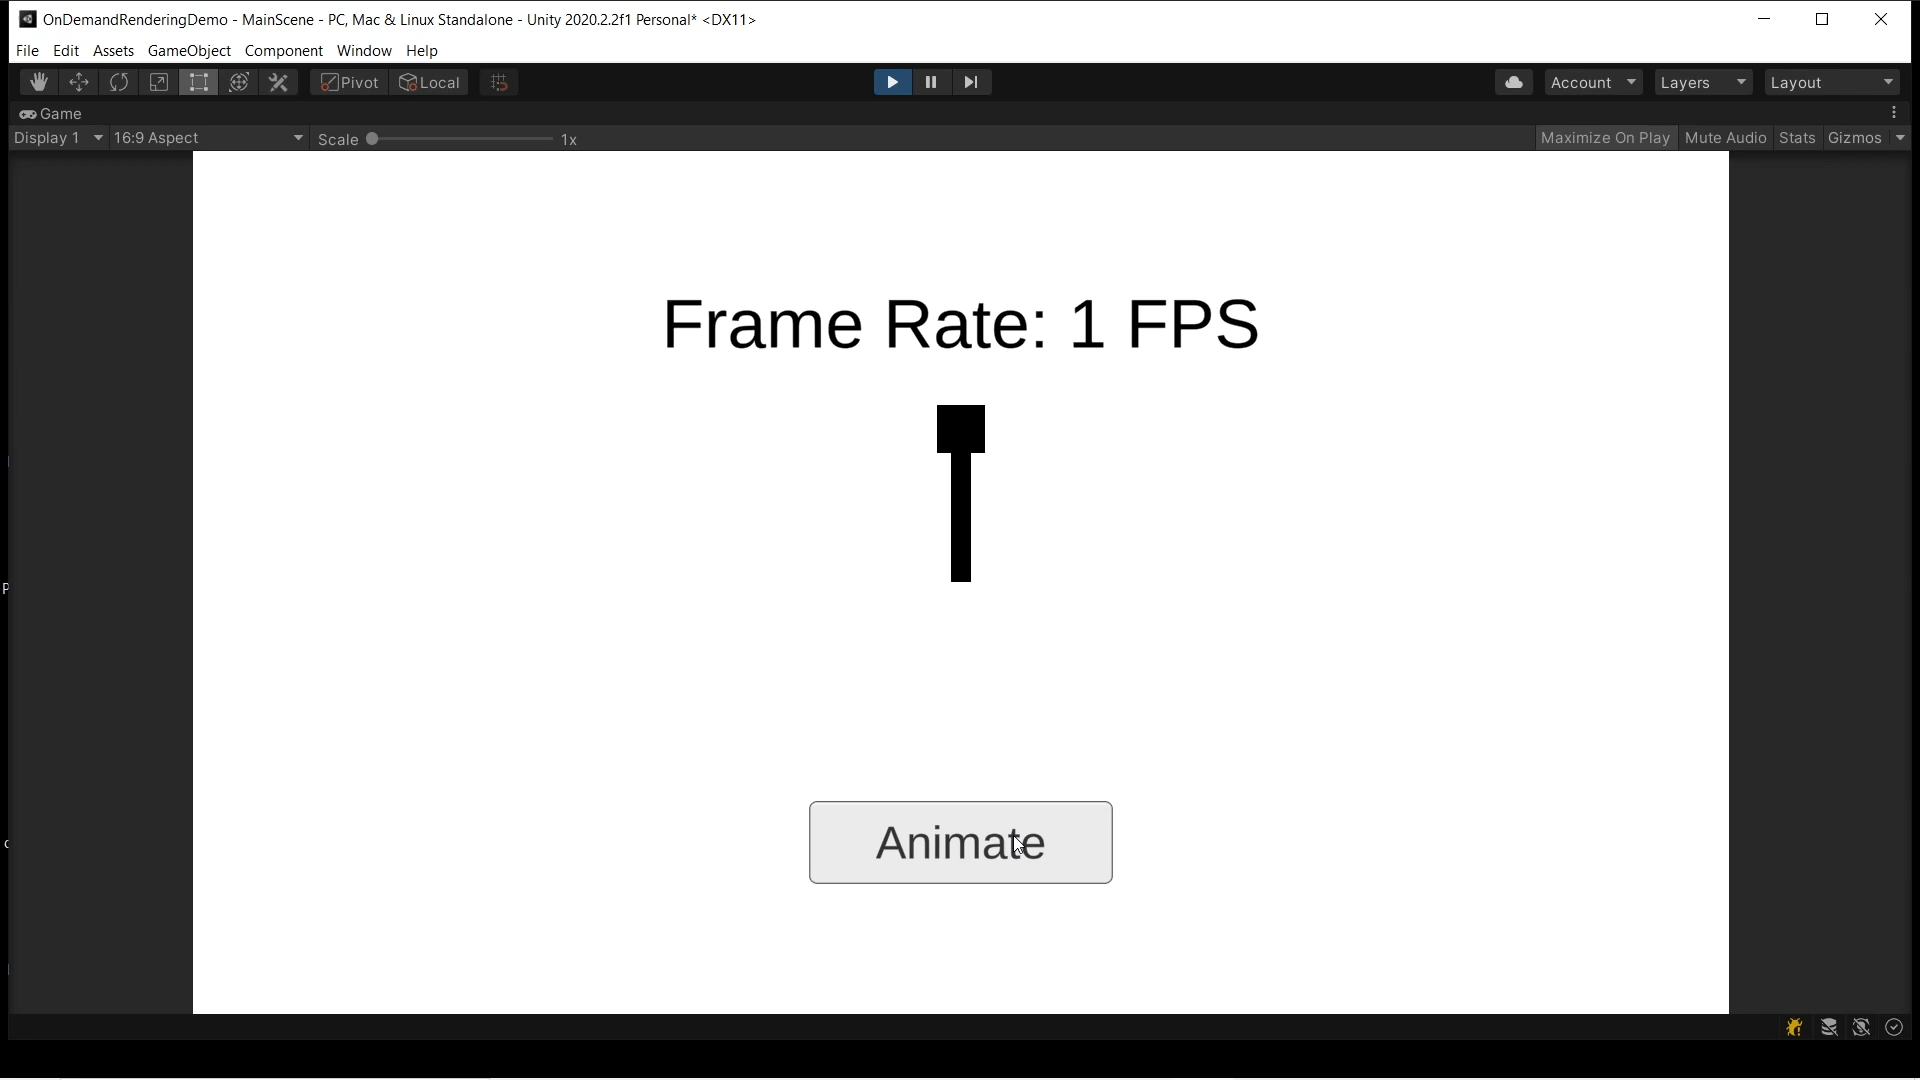 OnDemandRenderingDemo - MainScene - PC, Mac & Linux Standalone - Unity 2020.2.2f1 Personal* <DX11>
File Edit Assets GameObject Component Window Help
Pivot Local Account Layers Layout
Game
Display 1 16:9 Aspect Scale 1x Maximize On Play Mute Audio Stats Gizmos
Frame Rate: 1 FPS
Animate